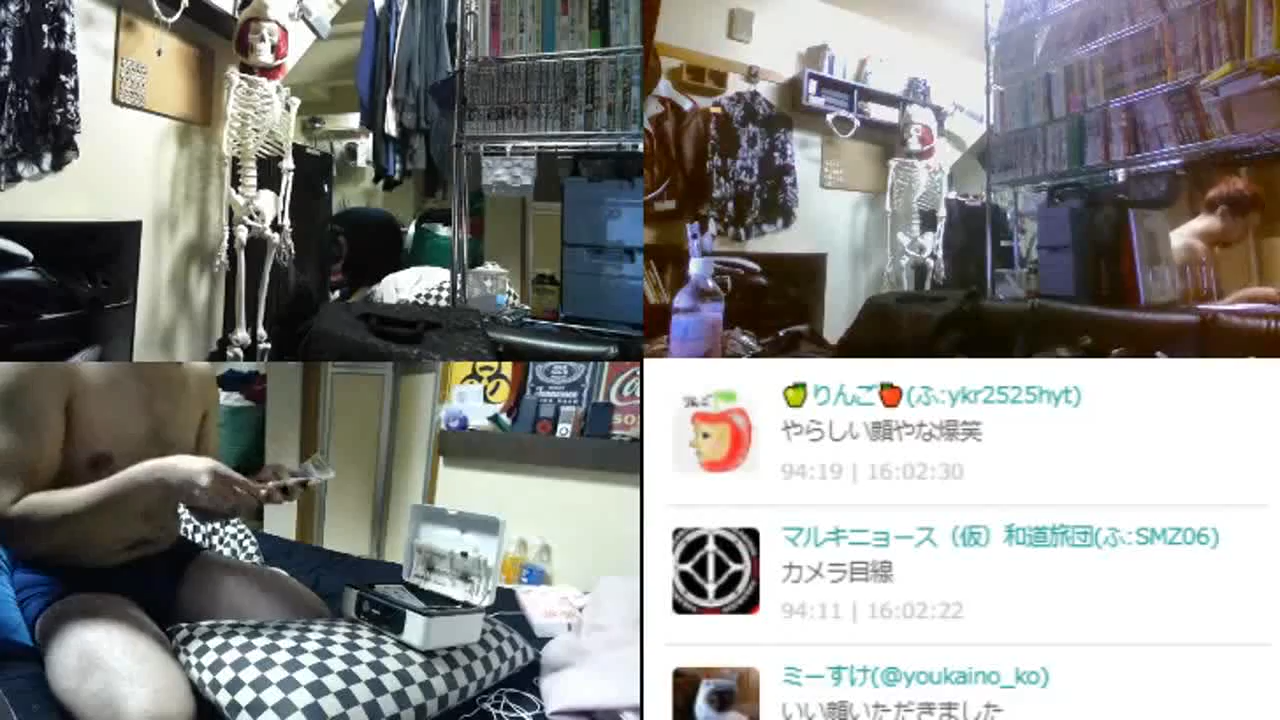 🍏りんご🍎(ふ:ykr2525hyt)
やらしい顔やな爆笑
94:19 | 16:02:30
マルキニョース（仮）和道旅団(ふ:SMZ06)
カメラ目線
94:11 | 16:02:22
ミーすけ(@youkaino_ko)
いい顔いただきました
Tennessee
Coca
SO